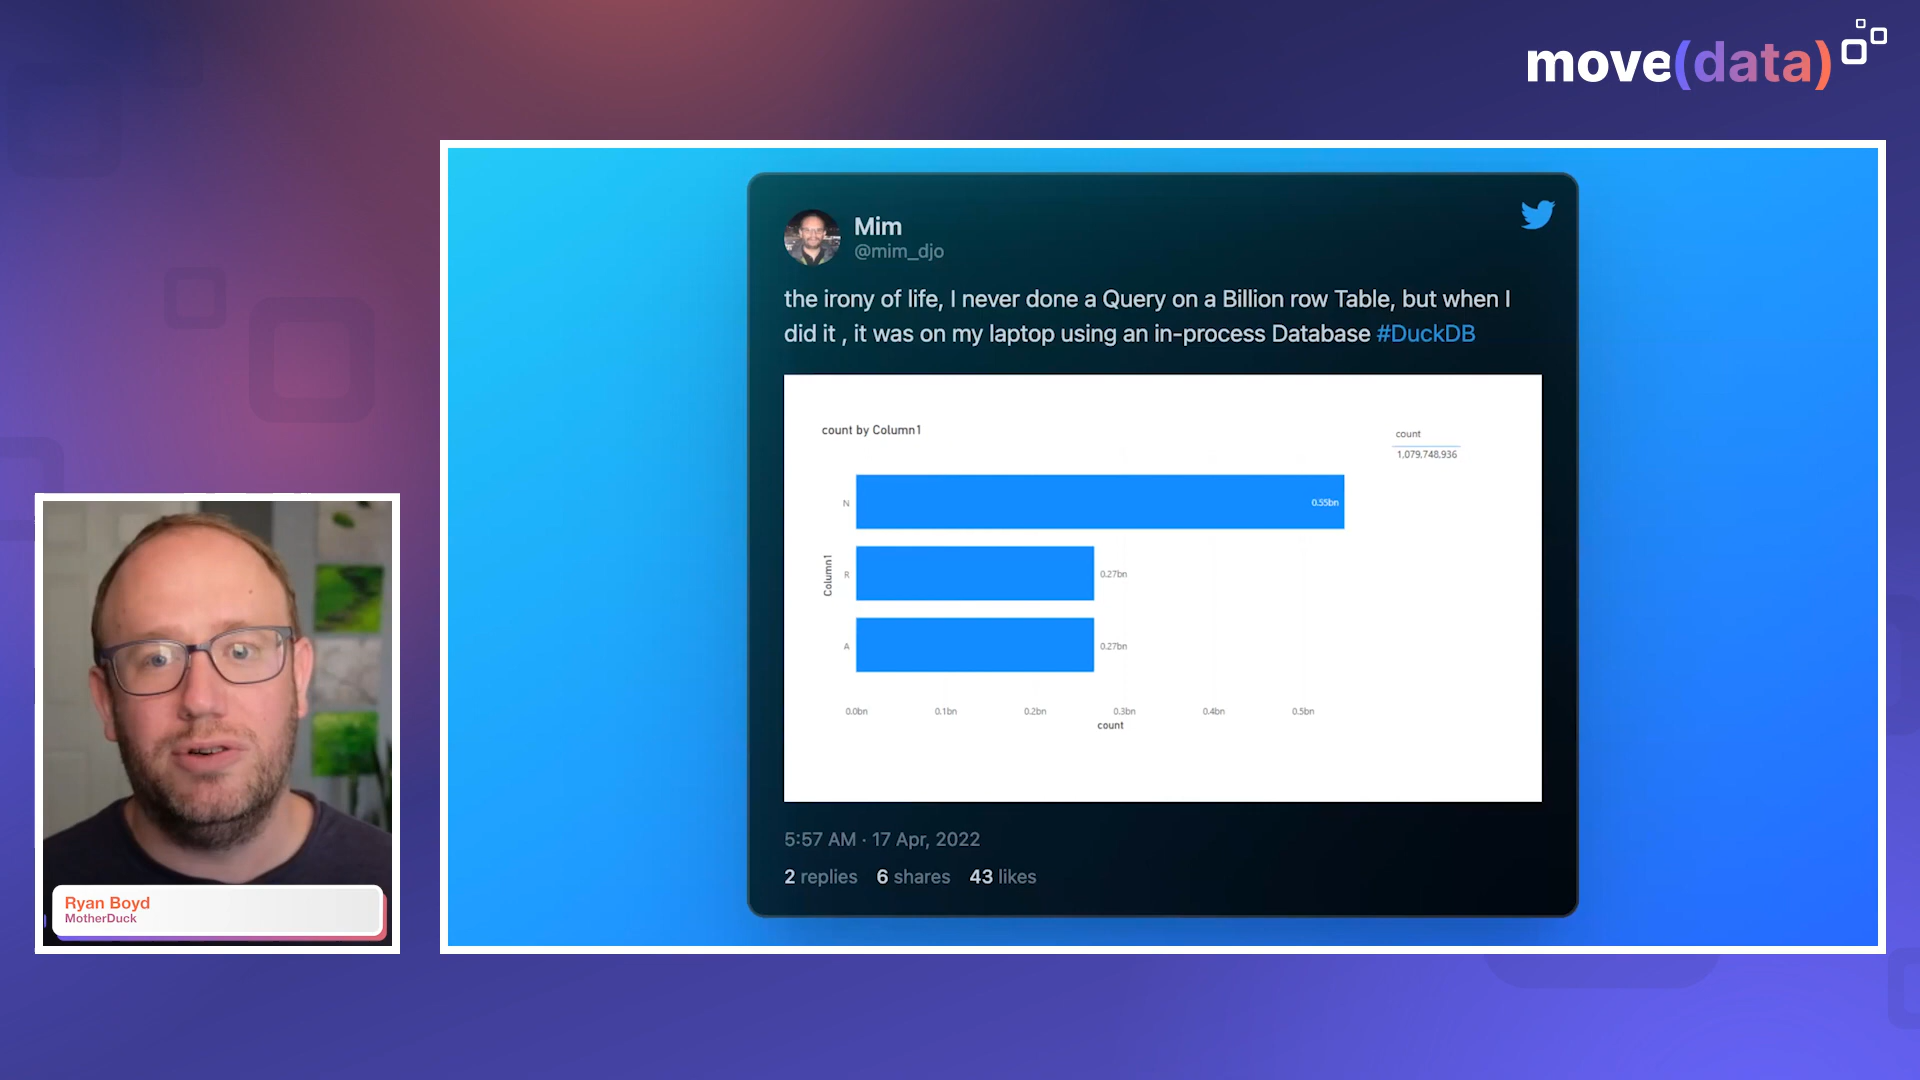 move(data)
Mim
@mim_djo
the irony of life, I never done a Query on a Billion row Table, but when I
did it , it was on my laptop using an in-process Database #DuckDB
count by Column1
count
1,079,748,936
N
0.55bn
Column1
R
0.27bn
A
0.27bn
0.0bn 0.1bn 0.2bn 0.3bn 0.4bn 0.5bn
count
5:57 AM · 17 Apr, 2022
2 replies 6 shares 43 likes
Ryan Boyd
MotherDuck